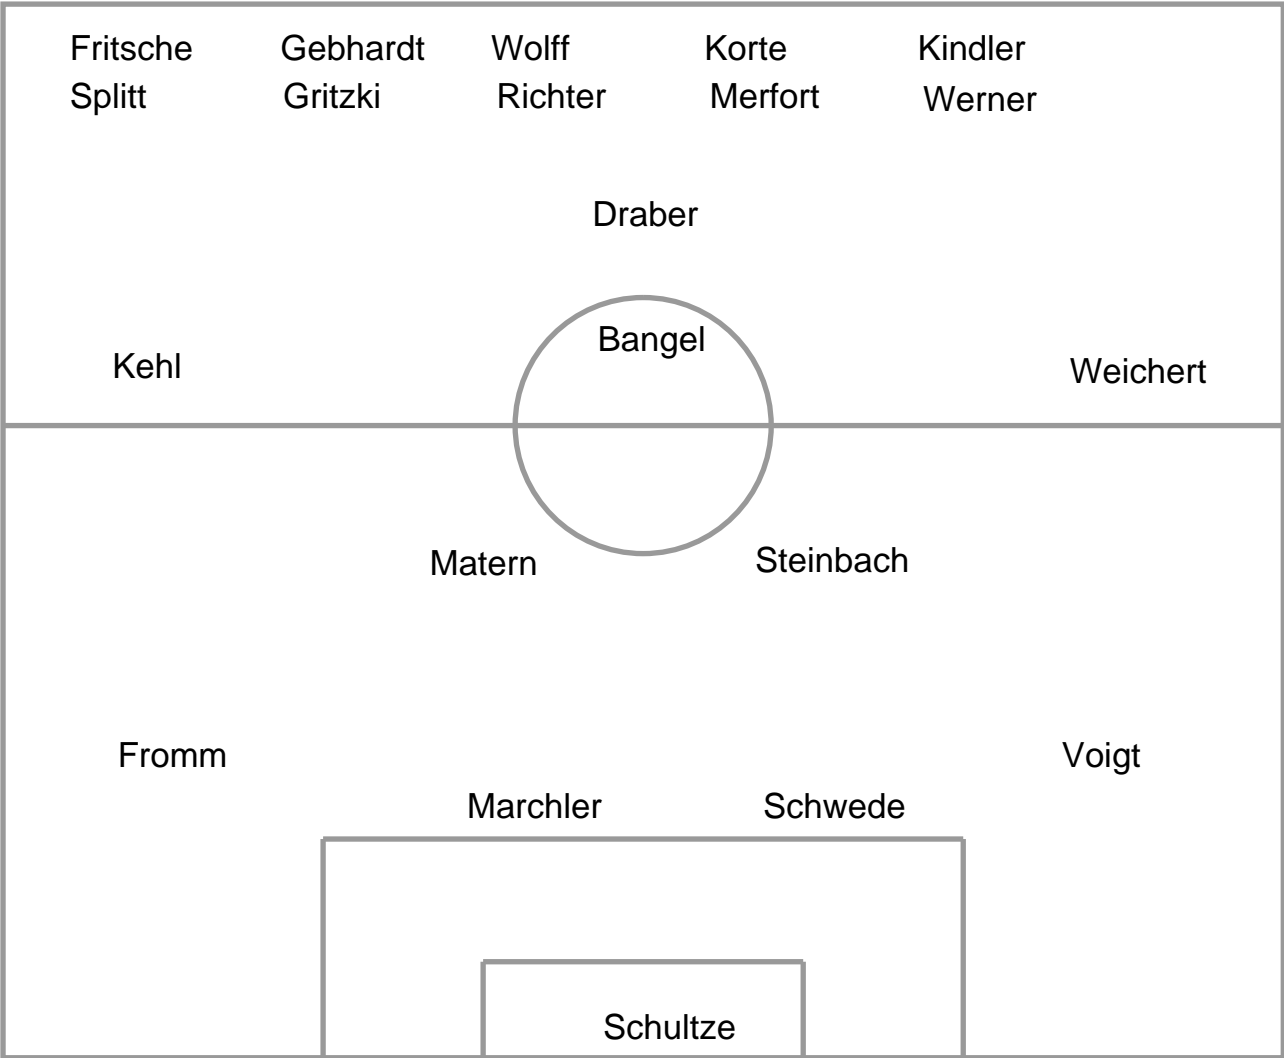 Fritsche Gebhardt Wolff Korte Kindler
Splitt Gritzki Richter Merfort Werner
Draber
Bangel
Kehl Weichert
Matern Steinbach
Fromm Voigt
Marchler Schwede
Schultze